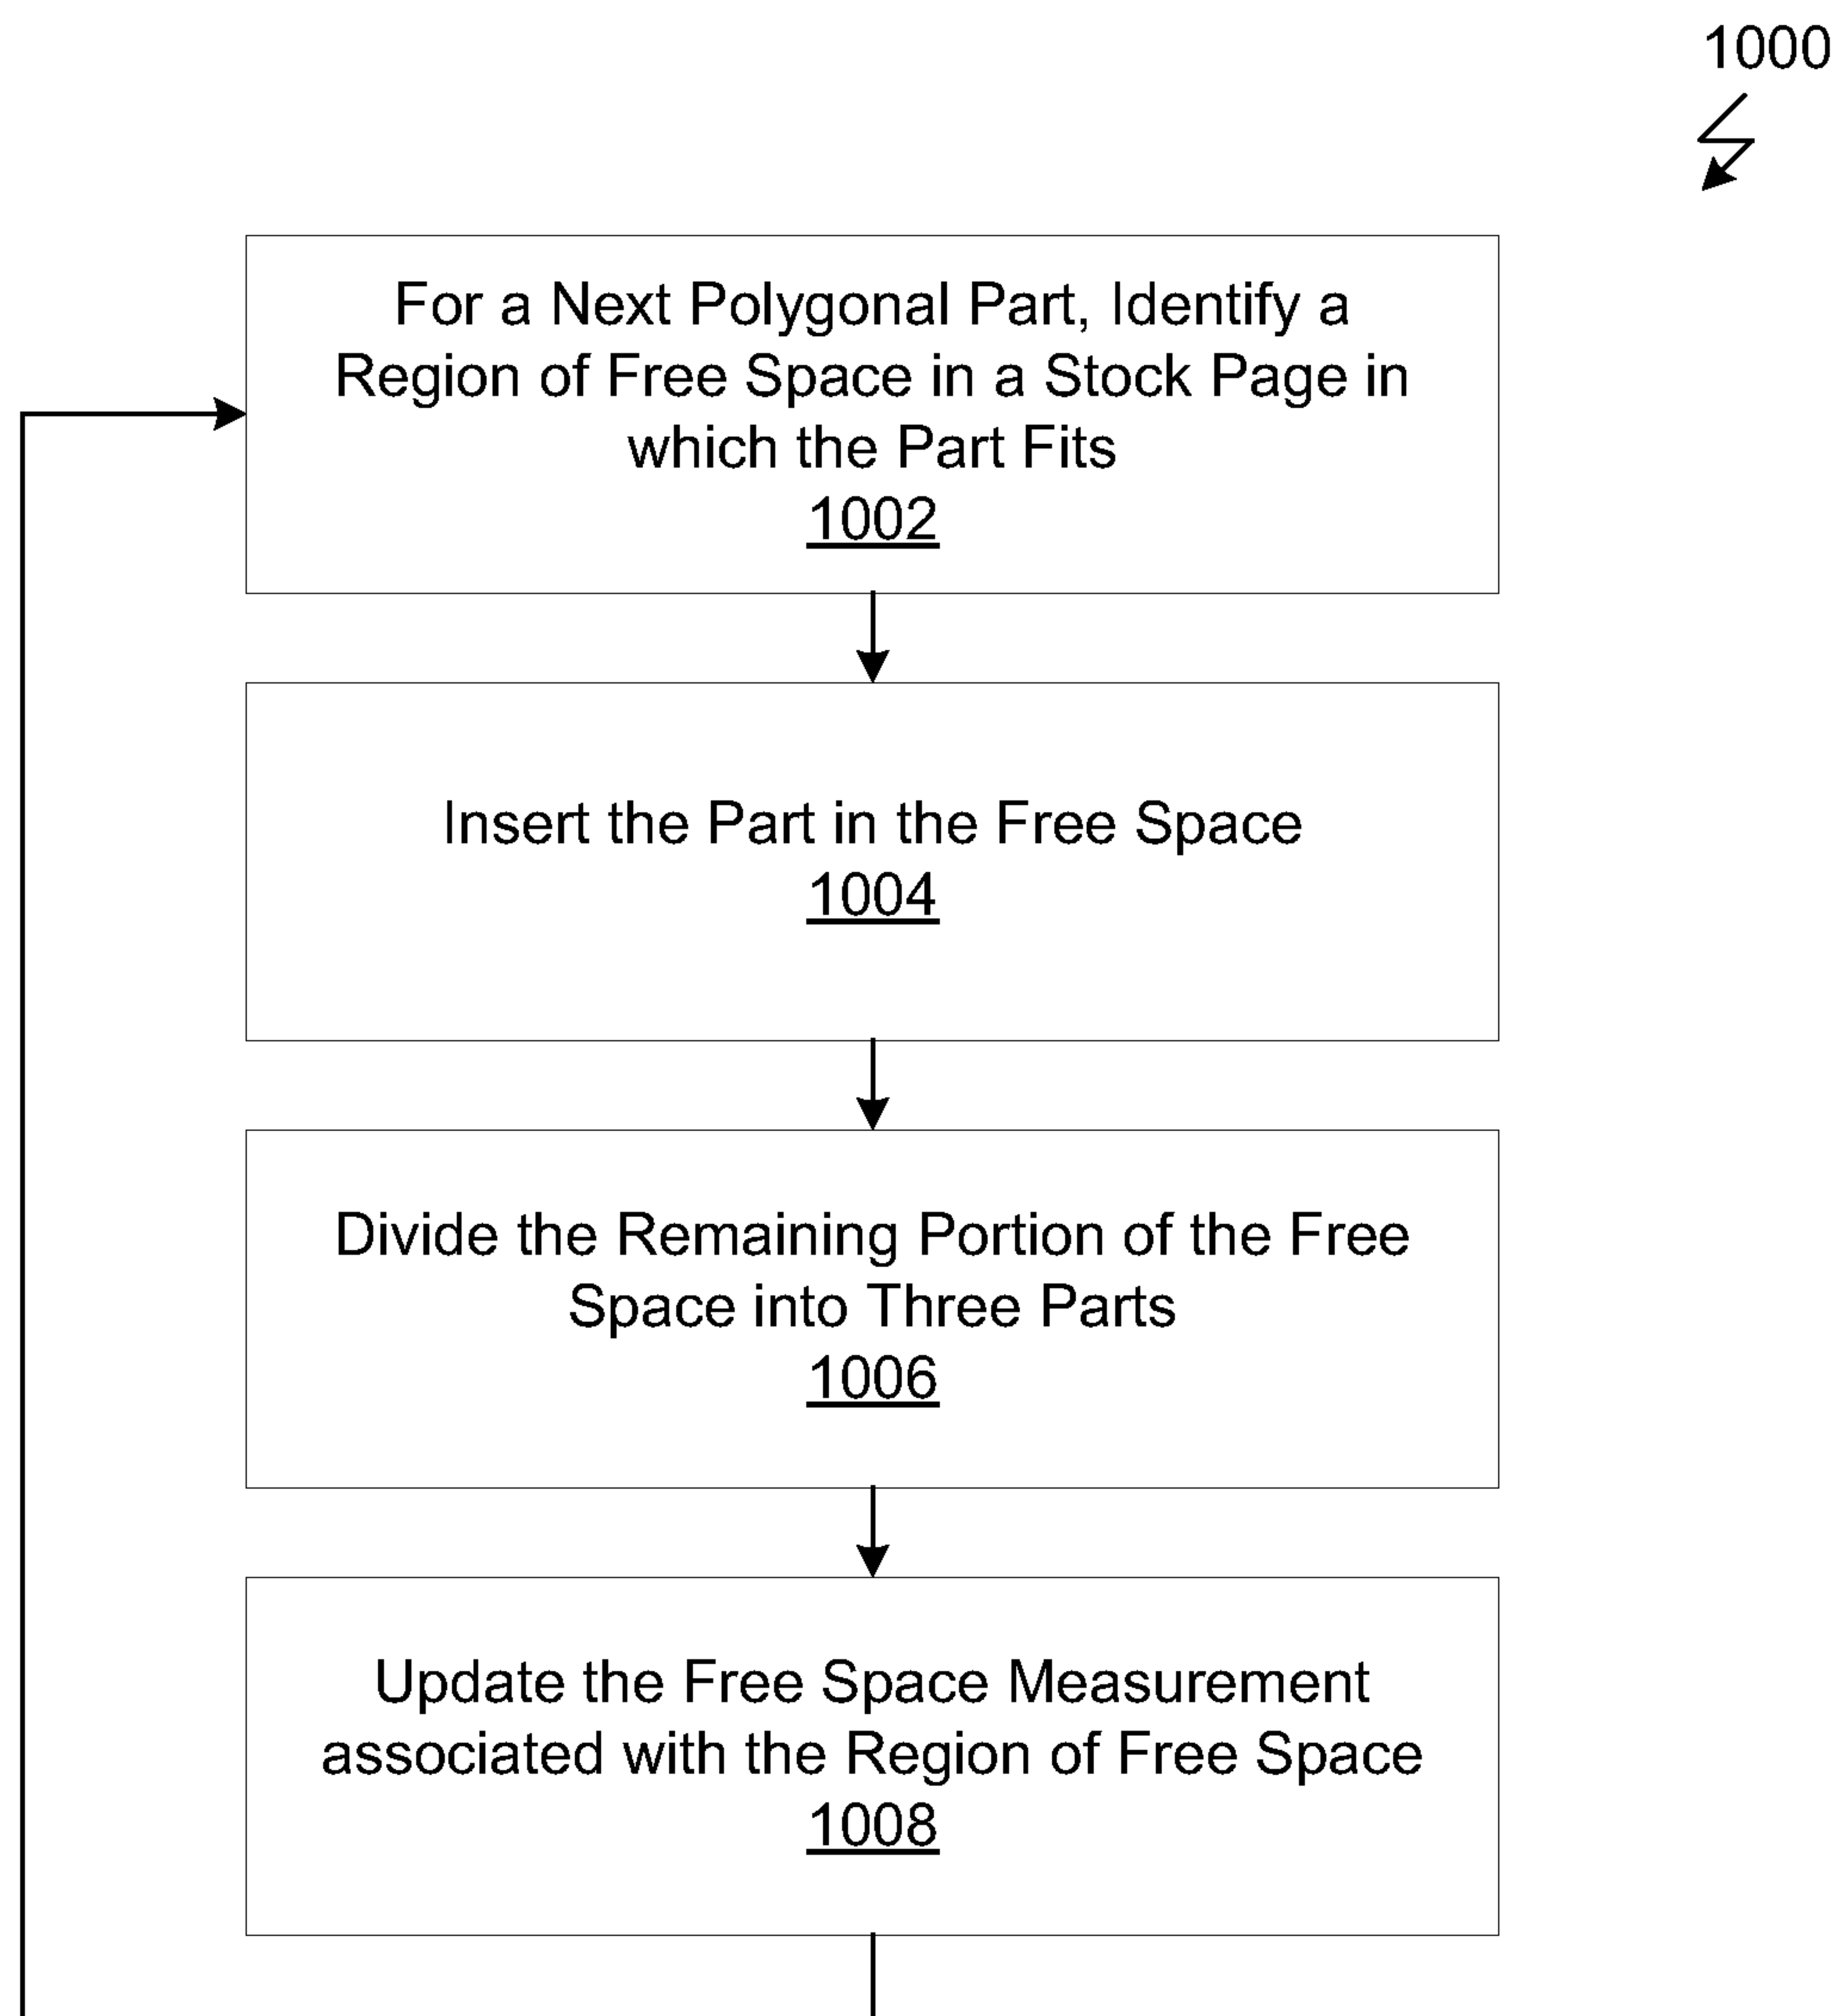 1000
For a Next Polygonal Part, Identify a
Region of Free Space in a Stock Page in
which the Part Fits
1002
Insert the Part in the Free Space
1004
Divide the Remaining Portion of the Free
Space into Three Parts
1006
Update the Free Space Measurement
associated with the Region of Free Space
1008